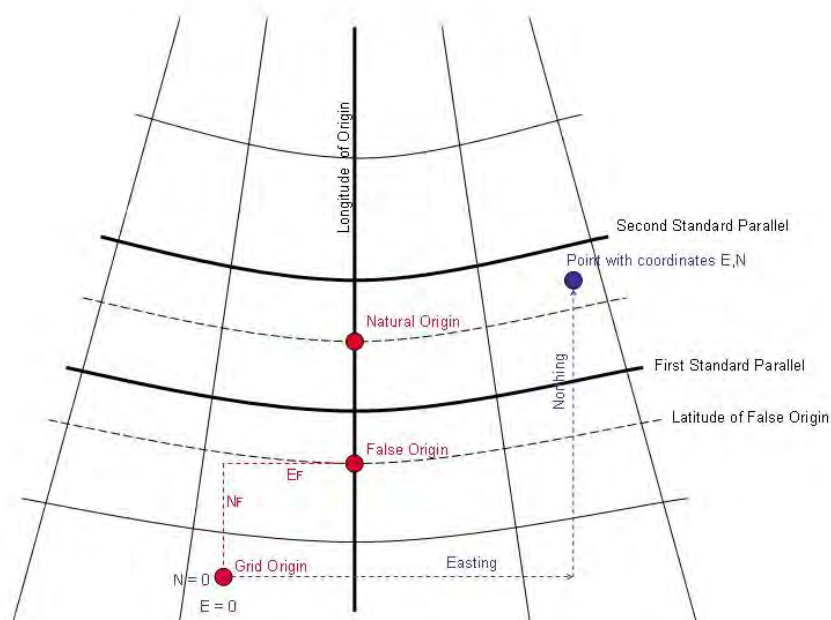 Longitude of Origin
Second Standard Parallel
Point with coordinates E,N
Natural Origin
Northing
First Standard Parallel
Latitude of False Origin
False Origin
EF
NF
Grid Origin
Easting
N = 0
E = 0